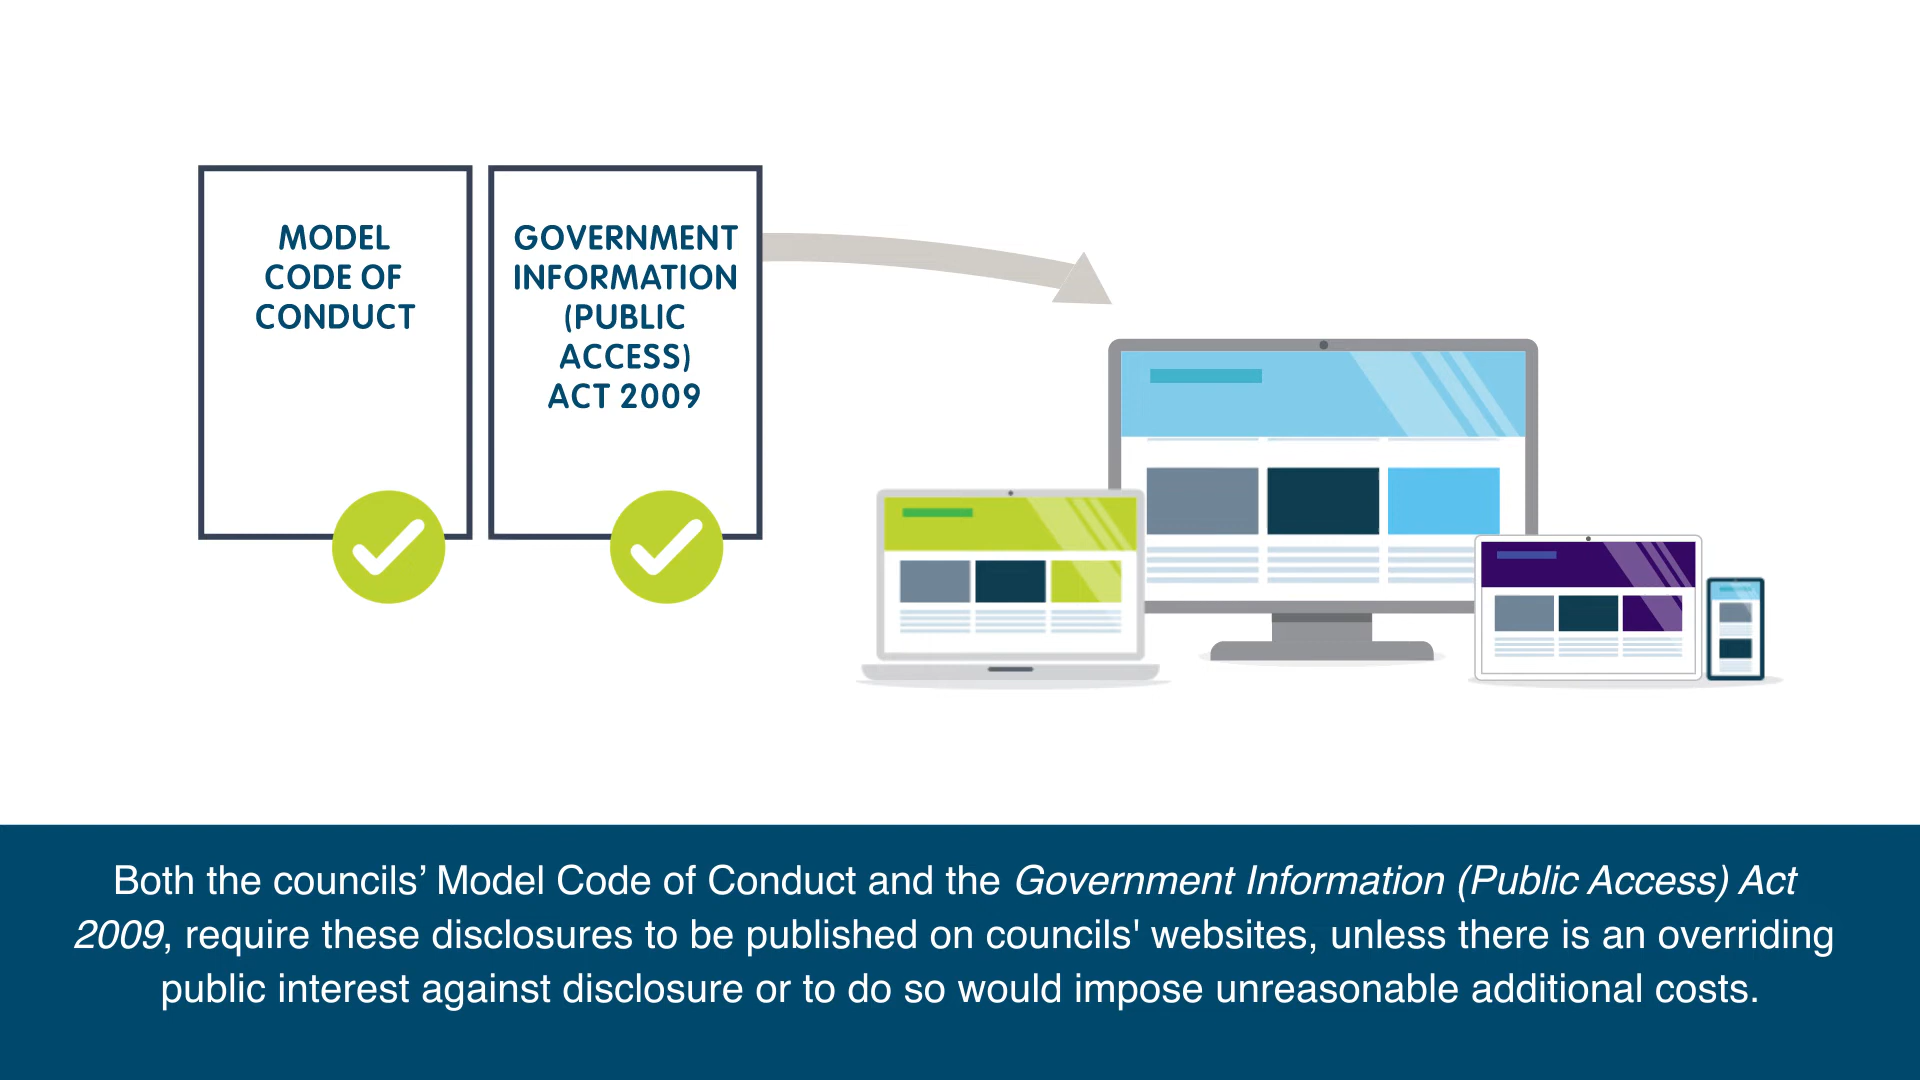 MODEL
CODE OF
CONDUCT
GOVERNMENT
INFORMATION
(PUBLIC
ACCESS)
ACT 2009
Both the councils’ Model Code of Conduct and the Government Information (Public Access) Act
2009, require these disclosures to be published on councils' websites, unless there is an overriding
public interest against disclosure or to do so would impose unreasonable additional costs.